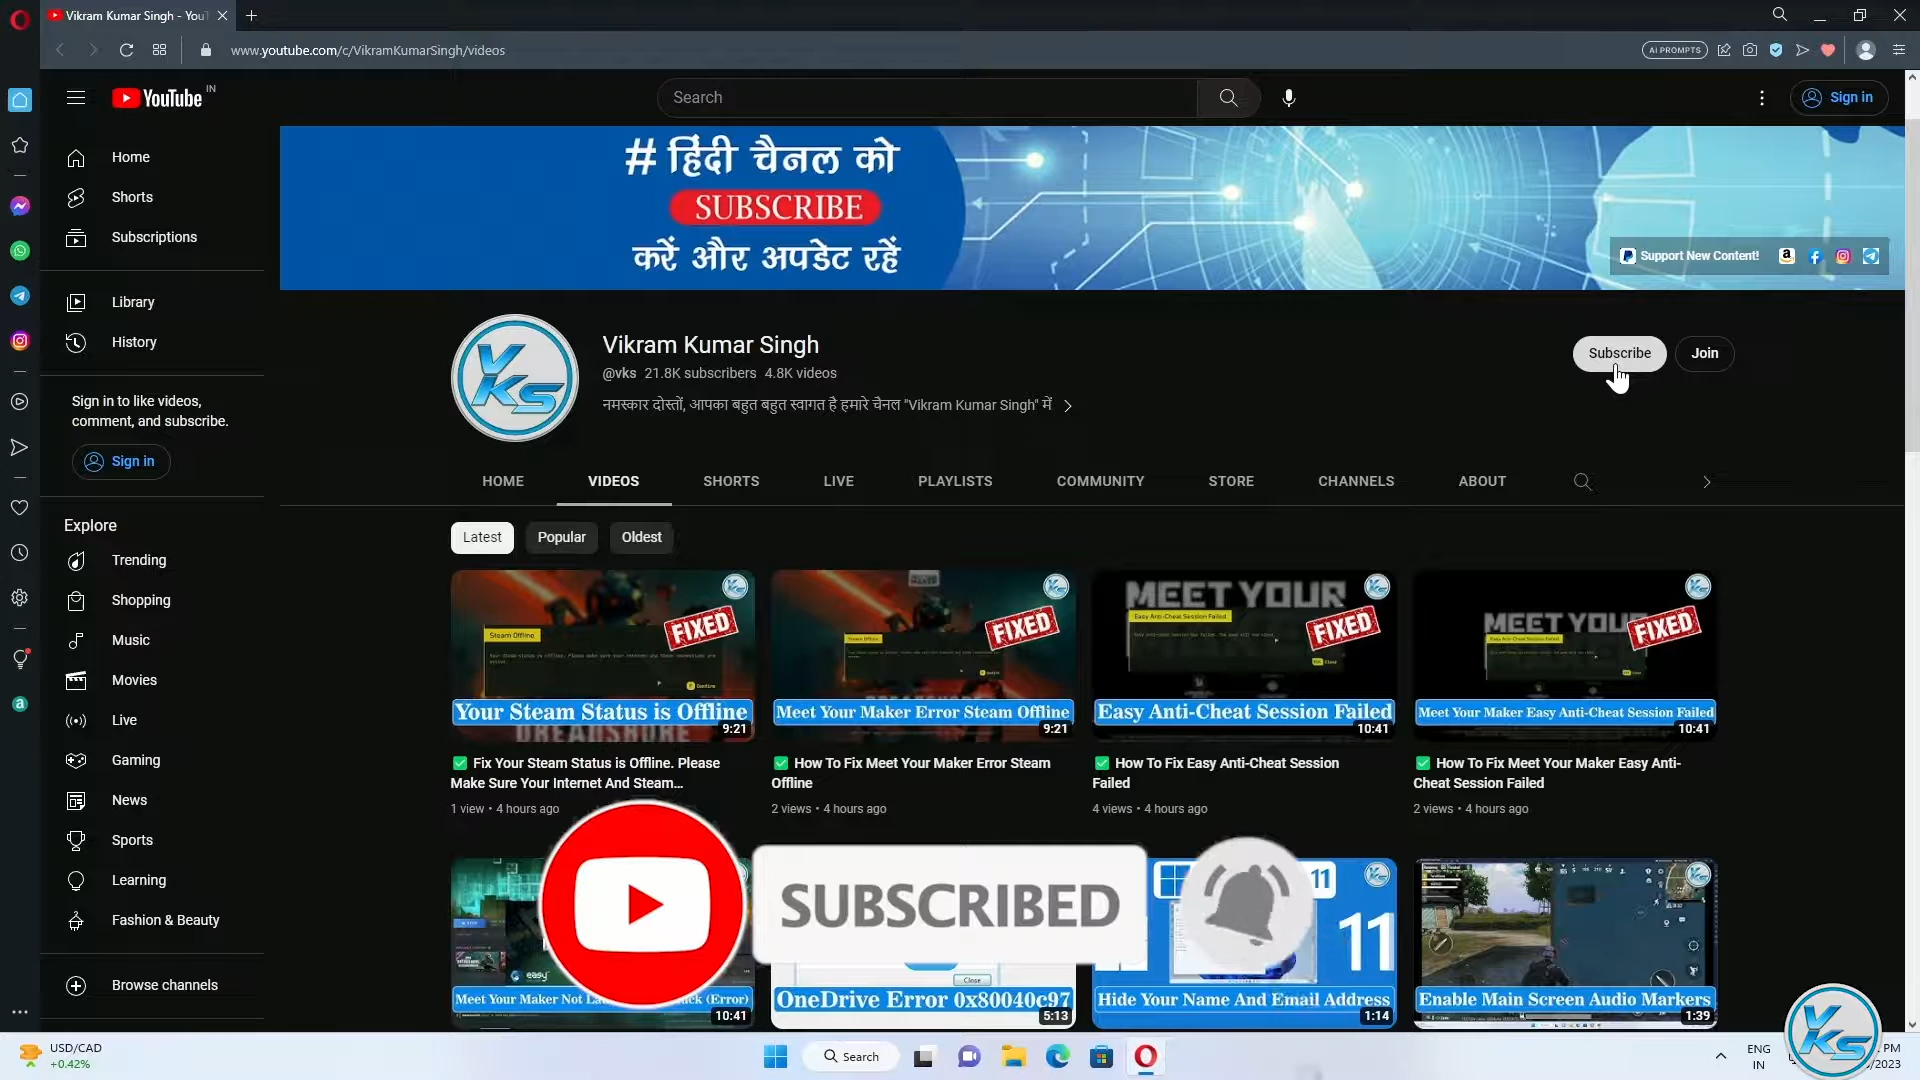 Vikram Kumar Singh - YouT
www.youtube.com/c/VikramKumarSingh/videos
AI PROMPTS
YouTube IN
Search
Sign in
Home
Shorts
Subscriptions
Library
History
Sign in to like videos,
comment, and subscribe.
Sign in
Explore
Trending
Shopping
Music
Movies
Live
Gaming
News
Sports
Learning
Fashion & Beauty
Browse channels
# हिंदी चैनल को
SUBSCRIBE
करें और अपडेट रहें
Support New Content!
VKS
Vikram Kumar Singh
@vks 21.8K subscribers 4.8K videos
नमस्कार दोस्तों, आपका बहुत बहुत स्वागत है हमारे चैनल "Vikram Kumar Singh" में
Subscribe
Join
HOME
VIDEOS
SHORTS
LIVE
PLAYLISTS
COMMUNITY
STORE
CHANNELS
ABOUT
Latest
Popular
Oldest
Steam Offline
FIXED
Your Steam Status is Offline
9:21
✅ Fix Your Steam Status is Offline. Please
Make Sure Your Internet And Steam...
1 view • 4 hours ago
FIXED
Meet Your Maker Error Steam Offline
9:21
✅ How To Fix Meet Your Maker Error Steam
Offline
2 views • 4 hours ago
MEET YOUR
Easy Anti-Cheat Session Failed
FIXED
Easy Anti-Cheat Session Failed
10:41
✅ How To Fix Easy Anti-Cheat Session
Failed
4 views • 4 hours ago
MEET YOU
Easy Anti-Cheat Session Failed
FIXED
Meet Your Maker Easy Anti-Cheat Session Failed
10:41
✅ How To Fix Meet Your Maker Easy Anti-
Cheat Session Failed
2 views • 4 hours ago
SUBSCRIBED
easy
Meet Your Maker Not
(Error)
10:41
Close
OneDrive Error 0x80040c97
5:13
11
11
Hide Your Name And Email Address
1:14
Enable Main Screen Audio Markers
1:39
USD/CAD
+0.42%
Search
ENG
IN
PM
/2023
VKS